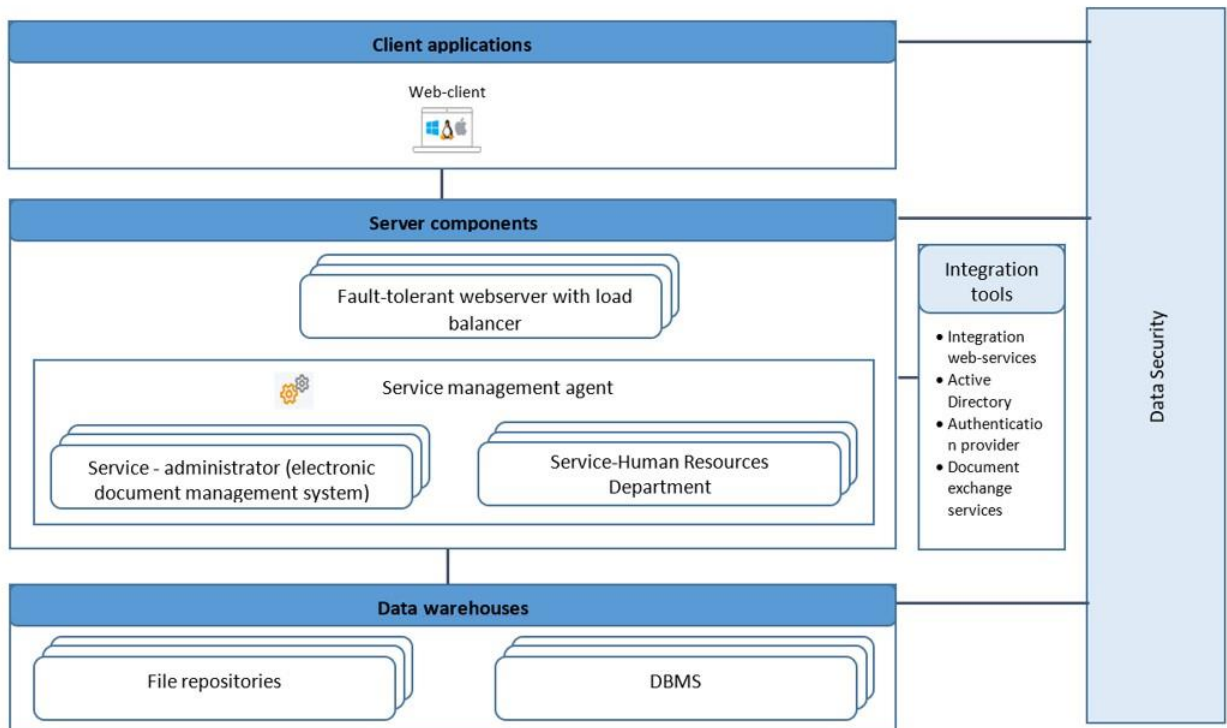 Client applications
Web-client
Server components
Fault-tolerant webserver with load
balancer
Service management agent
Service - administrator (electronic
document management system)
Service-Human Resources
Department
Integration
tools
• Integration
web-services
• Active
Directory
• Authenticatio
n provider
• Document
exchange
services
Data Security
Data warehouses
File repositories
DBMS